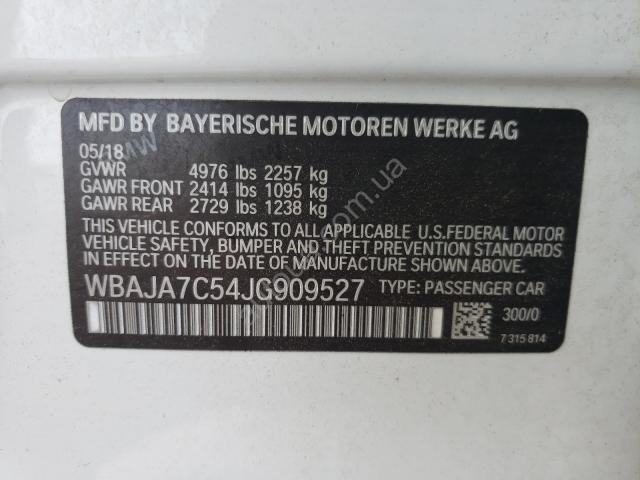 MFD BY BAYERISCHE MOTOREN WERKE AG
05/18
GVWR 4976 lbs 2257 kg
GAWR FRONT 2414 lbs 1095 kg
GAWR REAR 2729 lbs 1238 kg
THIS VEHICLE CONFORMS TO ALL APPLICABLE U.S.FEDERAL MOTOR
VEHICLE SAFETY, BUMPER AND THEFT PREVENTION STANDARDS
IN EFFECT ON THE DATE OF MANUFACTURE SHOWN ABOVE.
WBAJA7C54JG909527 TYPE: PASSENGER CAR
300/0
7 315 814